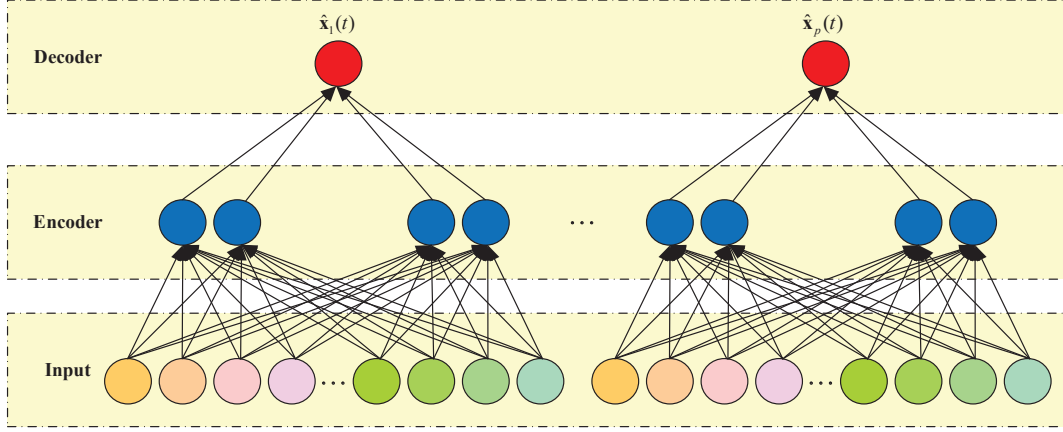 x̂₁(t) x̂ₚ(t)
Decoder
Encoder ...
Input ... ...